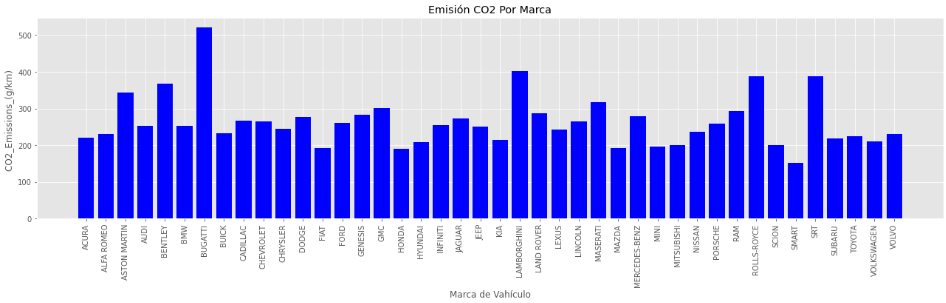 Emisión CO2 Por Marca
CO2_Emissions_(g/km)
500
400
300
200
100
0
ACURA
ALFA ROMEO
ASTON MARTIN
AUDI
BENTLEY
BMW
BUGATTI
BUICK
CADILLAC
CHEVROLET
CHRYSLER
DODGE
FIAT
FORD
GENESIS
GMC
HONDA
HYUNDAI
INFINITI
JAGUAR
JEEP
KIA
LAMBORGHINI
LAND ROVER
LEXUS
LINCOLN
MASERATI
MAZDA
MERCEDES-BENZ
MINI
MITSUBISHI
NISSAN
PORSCHE
RAM
ROLLS-ROYCE
SCION
SMART
SRT
SUBARU
TOYOTA
VOLKSWAGEN
VOLVO
Marca de Vahículo